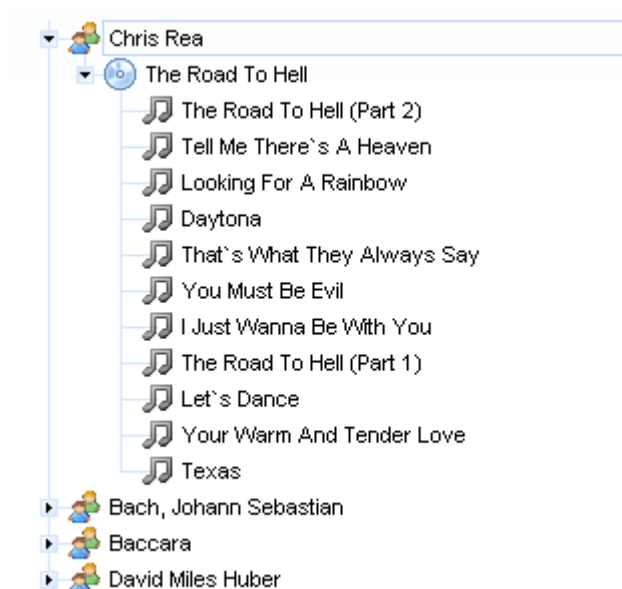 Chris Rea
The Road To Hell
The Road To Hell (Part 2)
Tell Me There`s A Heaven
Looking For A Rainbow
Daytona
That`s What They Always Say
You Must Be Evil
I Just Wanna Be With You
The Road To Hell (Part 1)
Let`s Dance
Your Warm And Tender Love
Texas
Bach, Johann Sebastian
Baccara
David Miles Huber